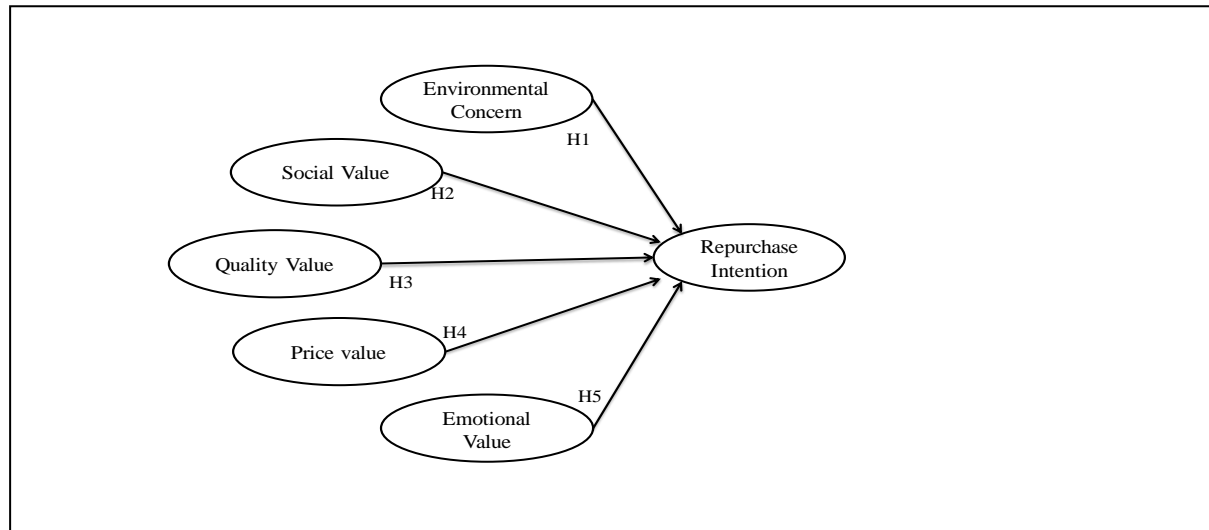 Environmental
Concern
H1
Social Value
H2
Quality Value
H3
Repurchase
Intention
Price value
H4
Emotional
Value
H5